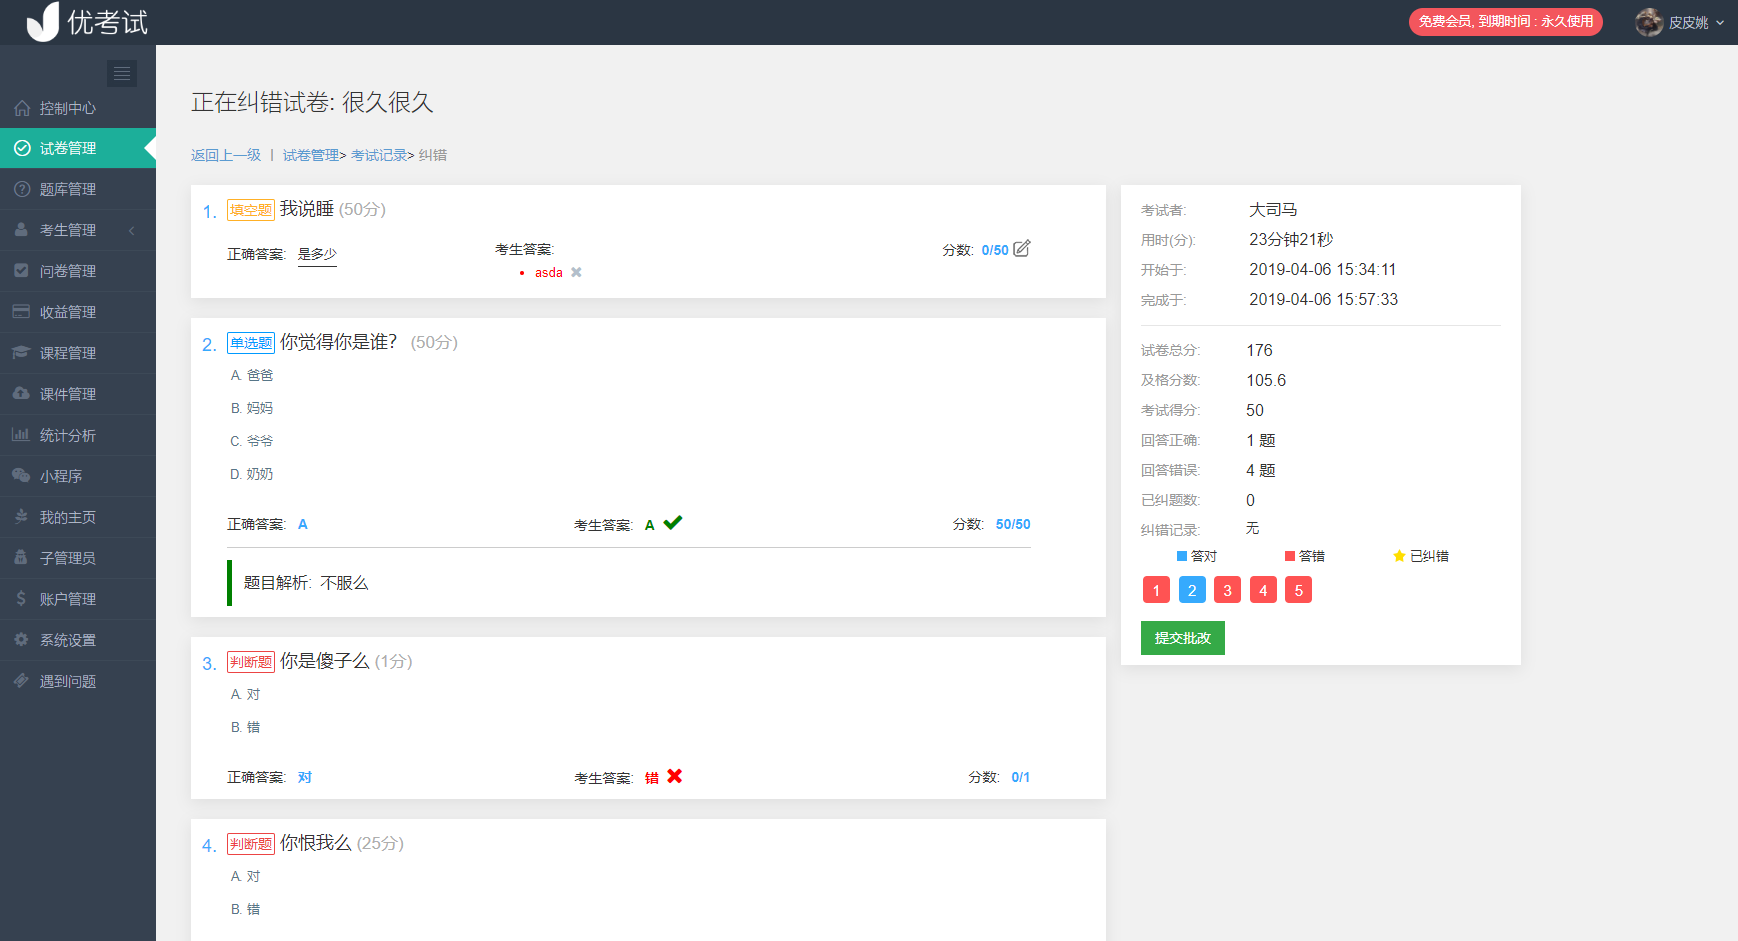 优考试
免费会员, 到期时间 : 永久使用
皮皮姚
控制中心
试卷管理
题库管理
考生管理
问卷管理
收益管理
课程管理
课件管理
统计分析
小程序
我的主页
子管理员
账户管理
系统设置
遇到问题
正在纠错试卷: 很久很久
返回上一级 | 试卷管理> 考试记录> 纠错
1. 填空题 我说睡 (50分)
正确答案: 是多少
考生答案:
asda
分数: 0/50
2. 单选题 你觉得你是谁? (50分)
A. 爸爸
B. 妈妈
C. 爷爷
D. 奶奶
正确答案: A 考生答案: A 分数: 50/50
题目解析: 不服么
3. 判断题 你是傻子么 (1分)
A. 对
B. 错
正确答案: 对 考生答案: 错 分数: 0/1
4. 判断题 你恨我么 (25分)
A. 对
B. 错
考试者: 大司马
用时(分): 23分钟21秒
开始于: 2019-04-06 15:34:11
完成于: 2019-04-06 15:57:33
试卷总分: 176
及格分数: 105.6
考试得分: 50
回答正确: 1 题
回答错误: 4 题
已纠题数: 0
纠错记录: 无
答对 答错 已纠错
1 2 3 4 5
提交批改